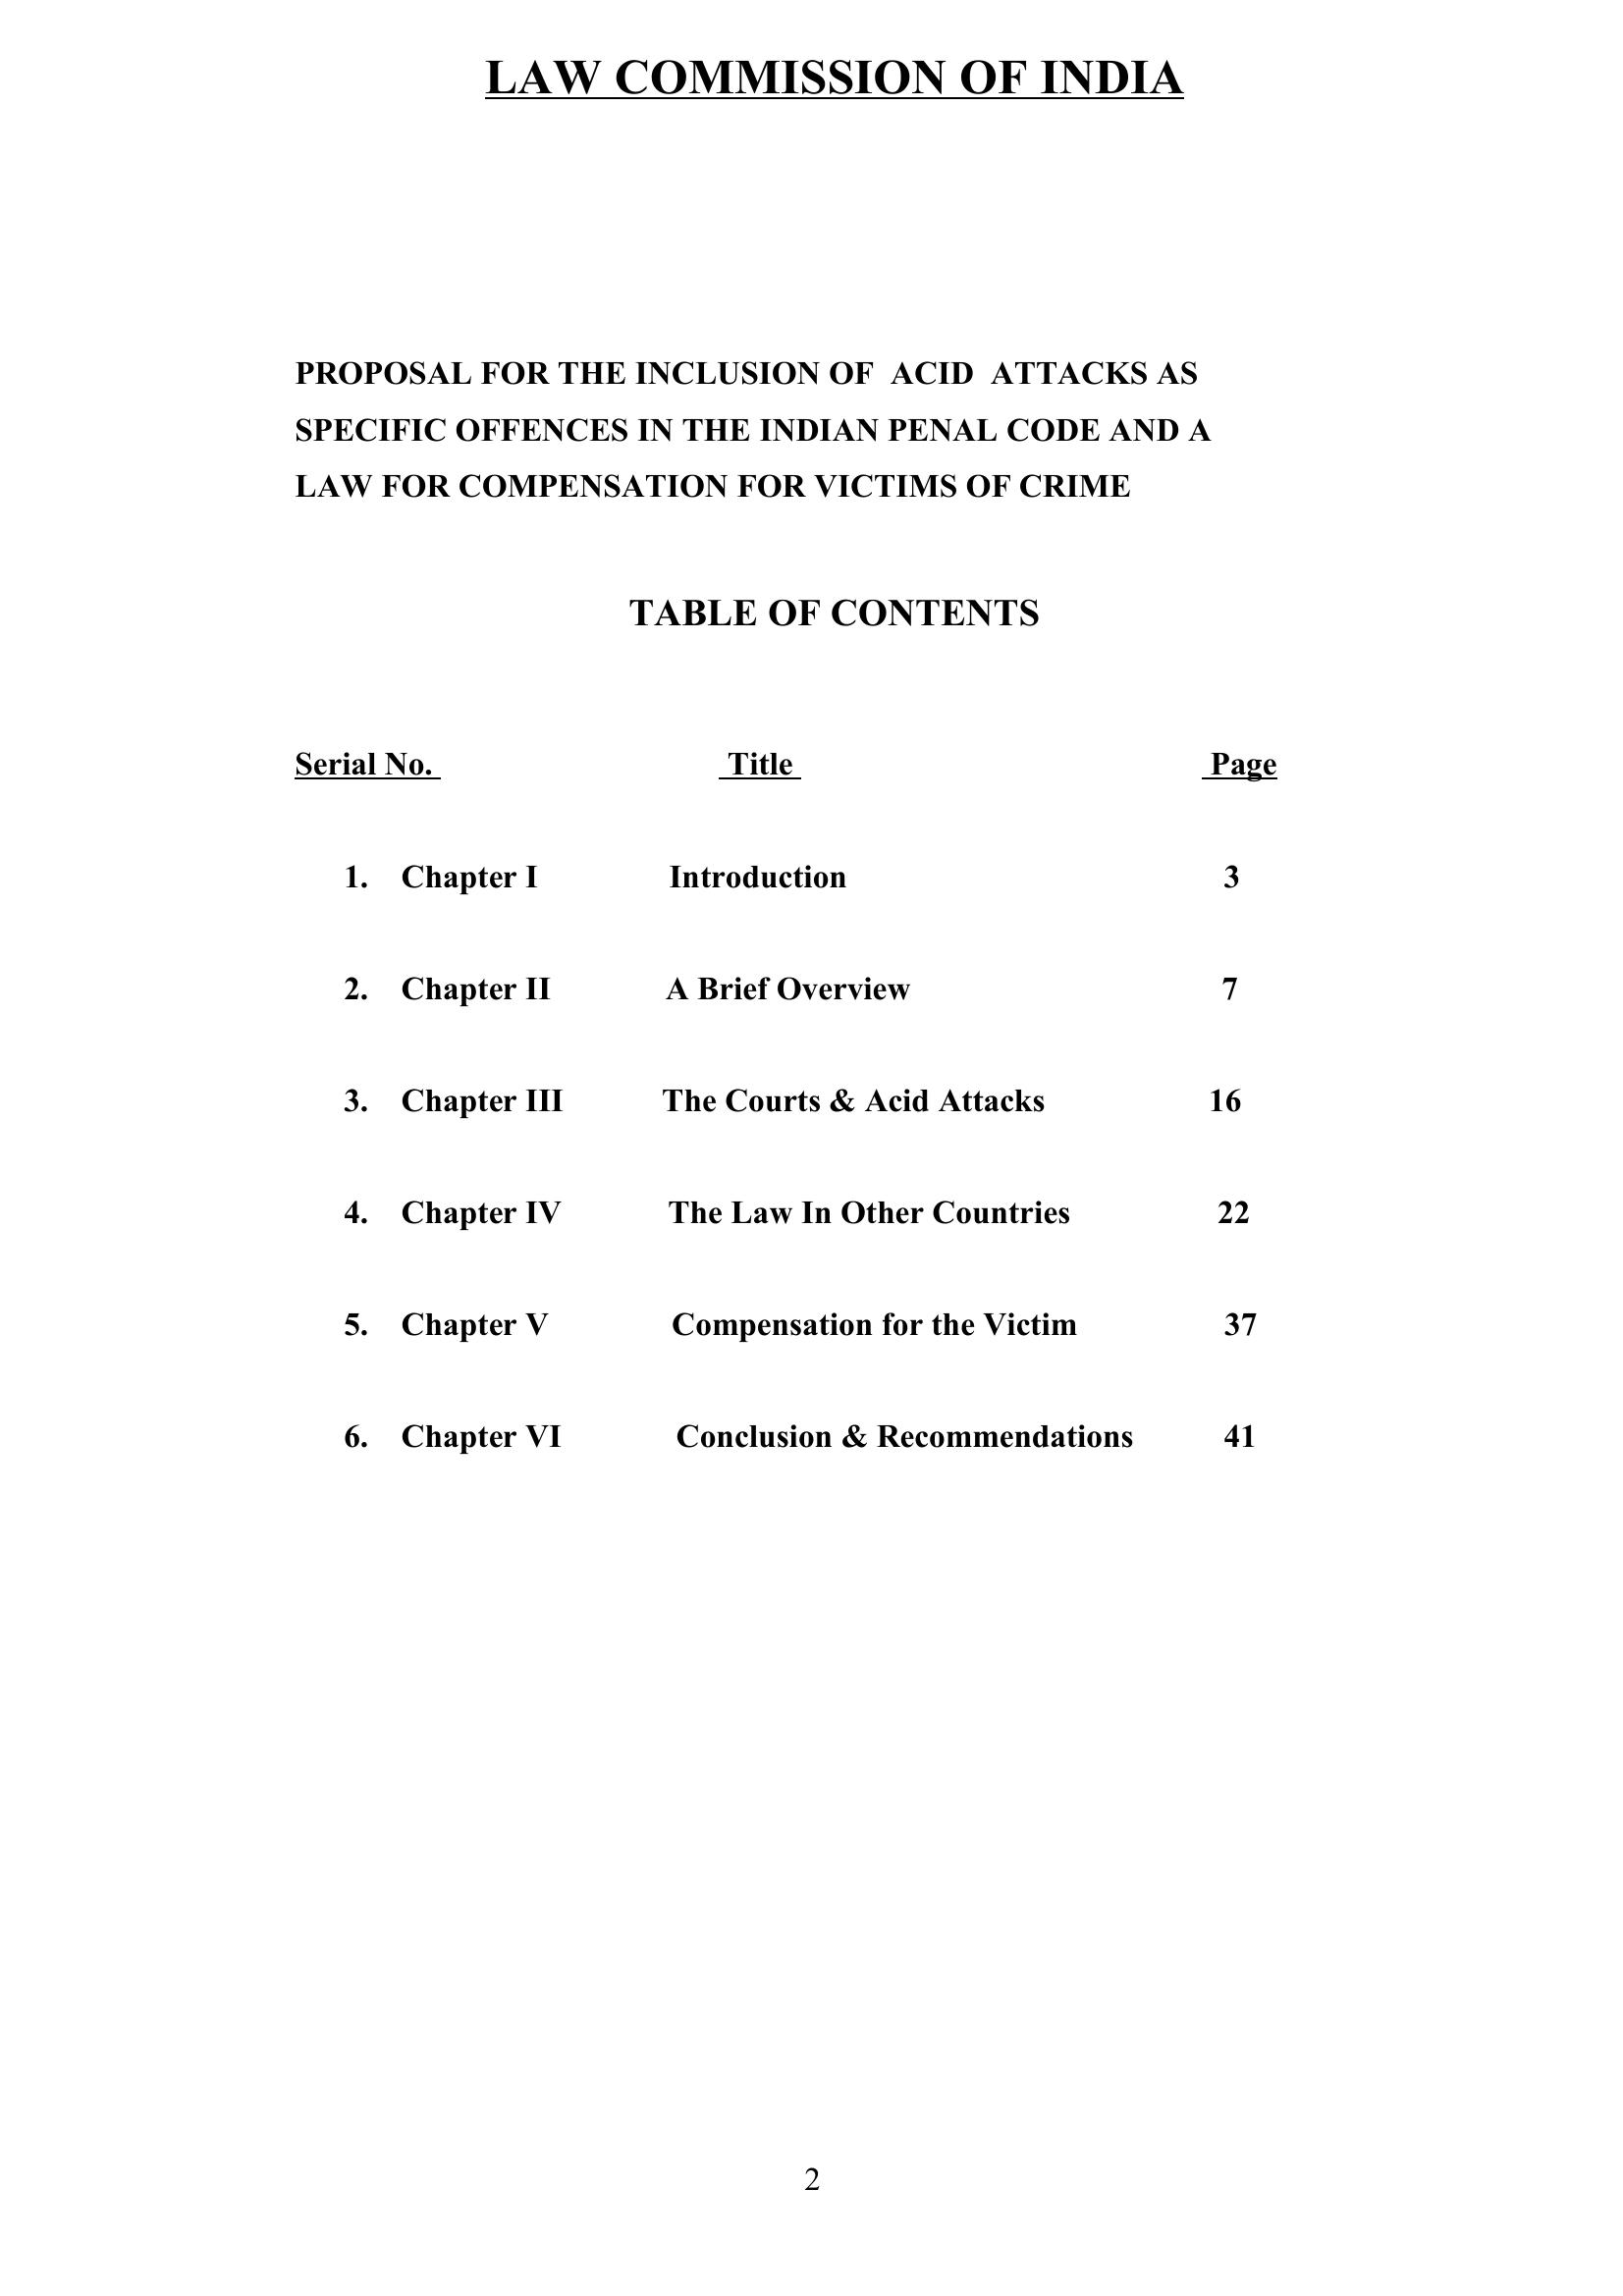 LAW COMMISSION OF INDIA
PROPOSAL FOR THE INCLUSION OF ACID ATTACKS AS
SPECIFIC OFFENCES IN THE INDIAN PENAL CODE AND A
LAW FOR COMPENSATION FOR VICTIMS OF CRIME
TABLE OF CONTENTS
Serial No. Title Page
1. Chapter I Introduction 3
2. Chapter II A Brief Overview 7
3. Chapter III The Courts & Acid Attacks 16
4. Chapter IV The Law In Other Countries 22
5. Chapter V Compensation for the Victim 37
6. Chapter VI Conclusion & Recommendations 41
2